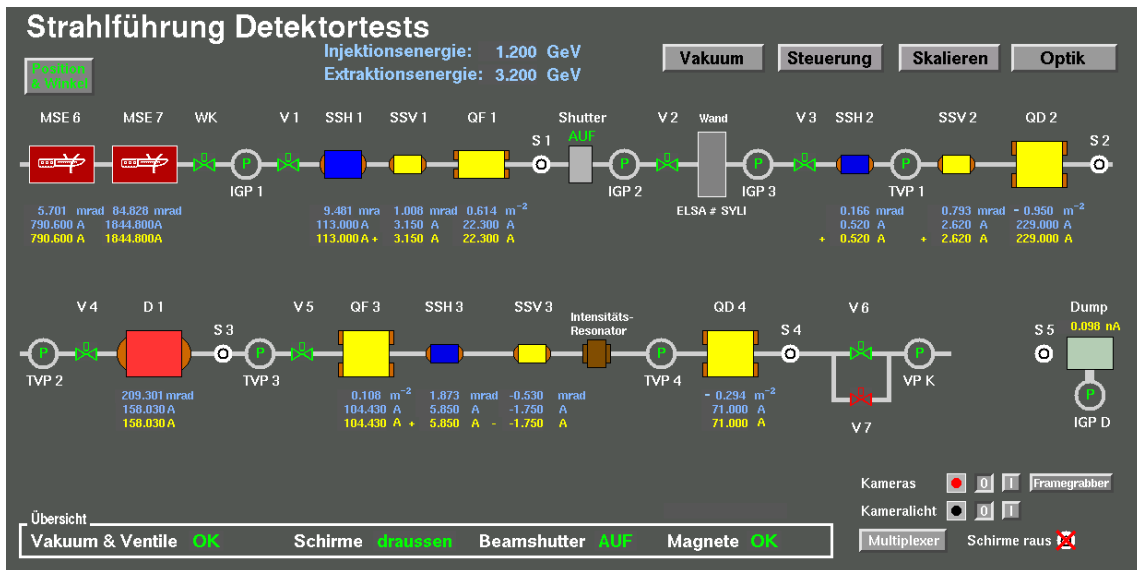 Strahlführung Detektortests
Injektionsenergie: 1.200 GeV
Extraktionsenergie: 3.200 GeV
Vakuum Steuerung Skalieren Optik
Position
& Winkel
MSE 6 MSE 7 WK V 1 SSH 1 SSV 1 QF 1 Shutter V 2 Wand V 3 SSH 2 SSV 2 QD 2
S 1 AUF S 2
P P P P
IGP 1 IGP 2 IGP 3 TVP 1
ELSA ≠ SYLI
5.701 mrad 84.828 mrad 9.481 mra 1.008 mrad 0.614 m⁻² 0.166 mrad 0.793 mrad - 0.950 m⁻²
790.600 A 1844.800A 113.000 A 3.150 A 22.300 A 0.520 A 2.620 A 229.000 A
790.600 A 1844.800A 113.000 A + 3.150 A 22.300 A + 0.520 A + 2.620 A 229.000 A
V 4 D 1 V 5 QF 3 SSH 3 SSV 3 Intensitäts-
Resonator
QD 4 V 6 Dump
S 3 S 4 S 5 0.098 nA
P P P P
TVP 2 TVP 3 TVP 4 VP K
P
IGP D
209.301 mrad 0.108 m⁻² 1.873 mrad -0.530 mrad - 0.294 m⁻²
158.030 A 104.430 A 5.850 A -1.750 A 71.000 A
158.030 A 104.430 A + 5.850 A - -1.750 A 71.000 A
V 7
Kameras 0 I Framegrabber
Kameralicht 0 I
Multiplexer Schirme raus
Übersicht
Vakuum & Ventile OK Schirme draussen Beamshutter AUF Magnete OK